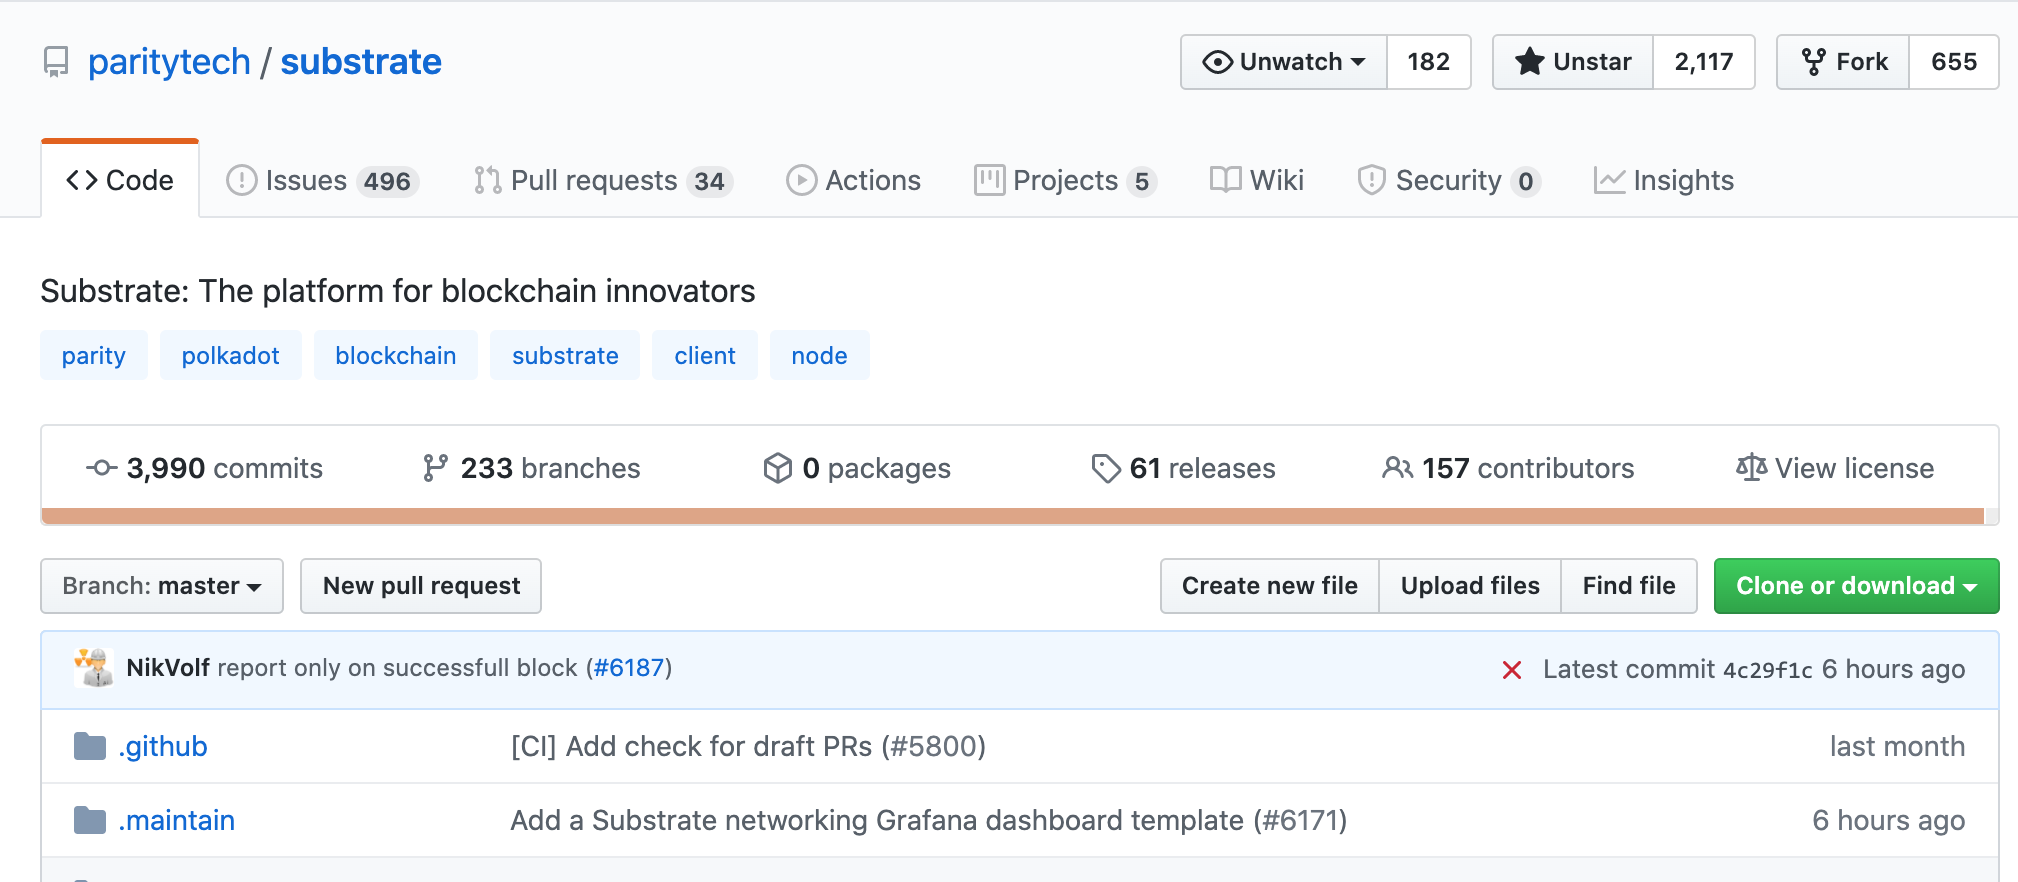 paritytech / substrate
Unwatch 182 Unstar 2,117 Fork 655
Code Issues 496 Pull requests 34 Actions Projects 5 Wiki Security 0 Insights
Substrate: The platform for blockchain innovators
parity polkadot blockchain substrate client node
3,990 commits 233 branches 0 packages 61 releases 157 contributors View license
Branch: master New pull request Create new file Upload files Find file Clone or download
NikVolf report only on successfull block (#6187) Latest commit 4c29f1c 6 hours ago
.github [CI] Add check for draft PRs (#5800) last month
.maintain Add a Substrate networking Grafana dashboard template (#6171) 6 hours ago